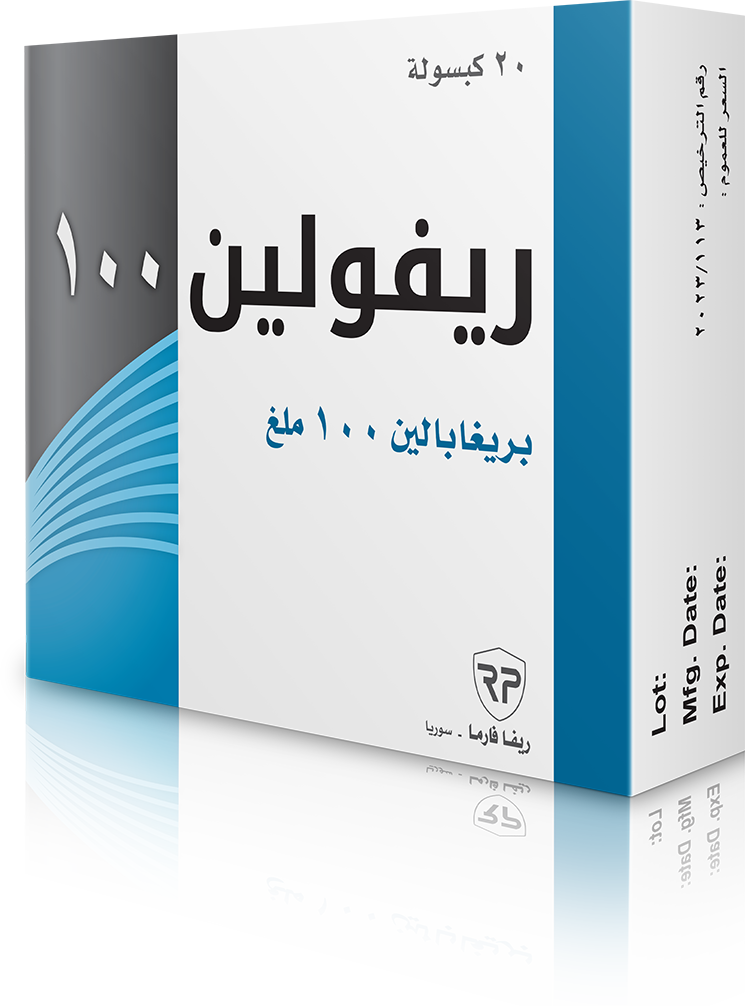 ٢٠ كبسولة
ريفولين ١٠٠
بريغابالين ١٠٠ ملغ
RP
ريفا فارما - سوريا
رقم الترخيص : ٢٠٢٣/١١٣
السعر للعموم :
Lot:
Mfg. Date:
Exp. Date: